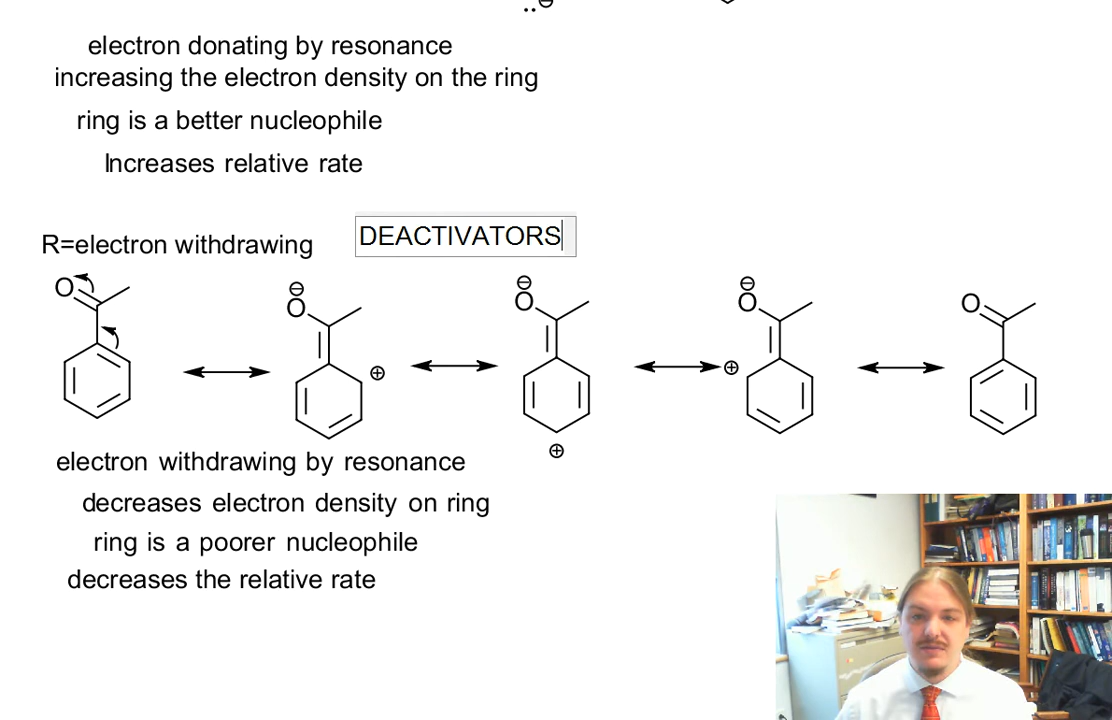 electron donating by resonance
increasing the electron density on the ring
ring is a better nucleophile
Increases relative rate
R=electron withdrawing
DEACTIVATORS
O
O
O
O
O
electron withdrawing by resonance
decreases electron density on ring
ring is a poorer nucleophile
decreases the relative rate